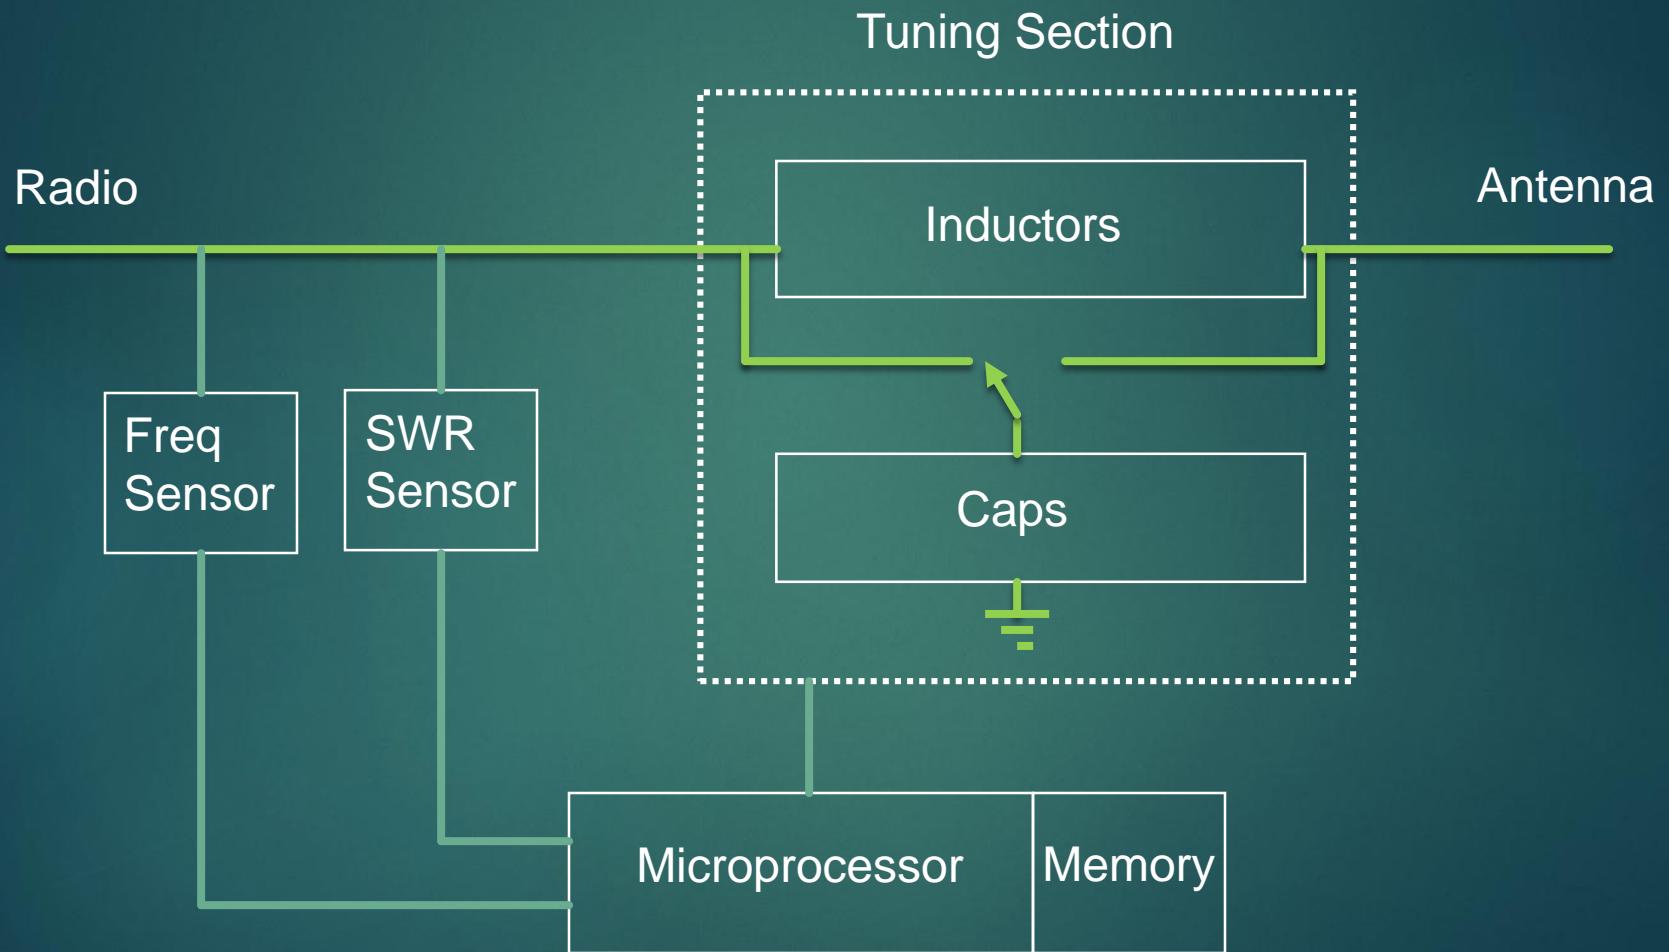 Tuning Section
Radio
Inductors
Antenna
Freq
Sensor
SWR
Sensor
Caps
Microprocessor
Memory